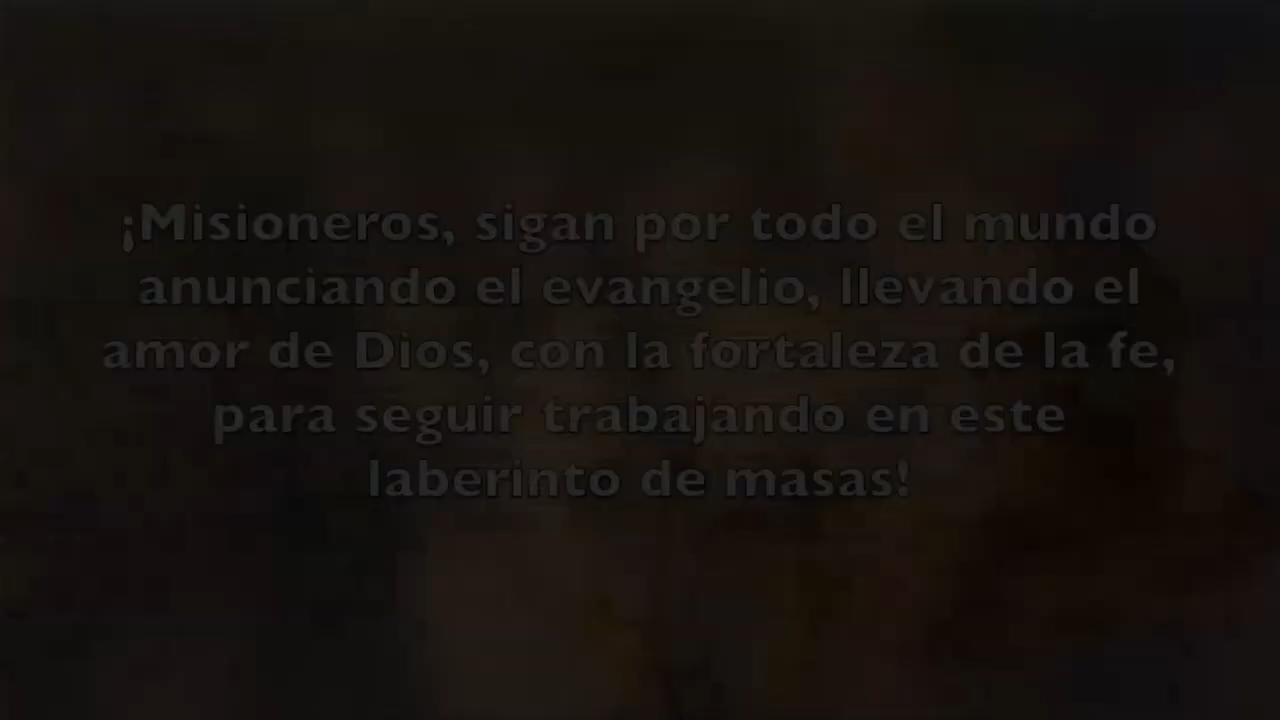 ¡Misioneros, sigan por todo el mundo
anunciando el evangelio, llevando el
amor de Dios, con la fortaleza de la fe,
para seguir trabajando en este
laberinto de masas!